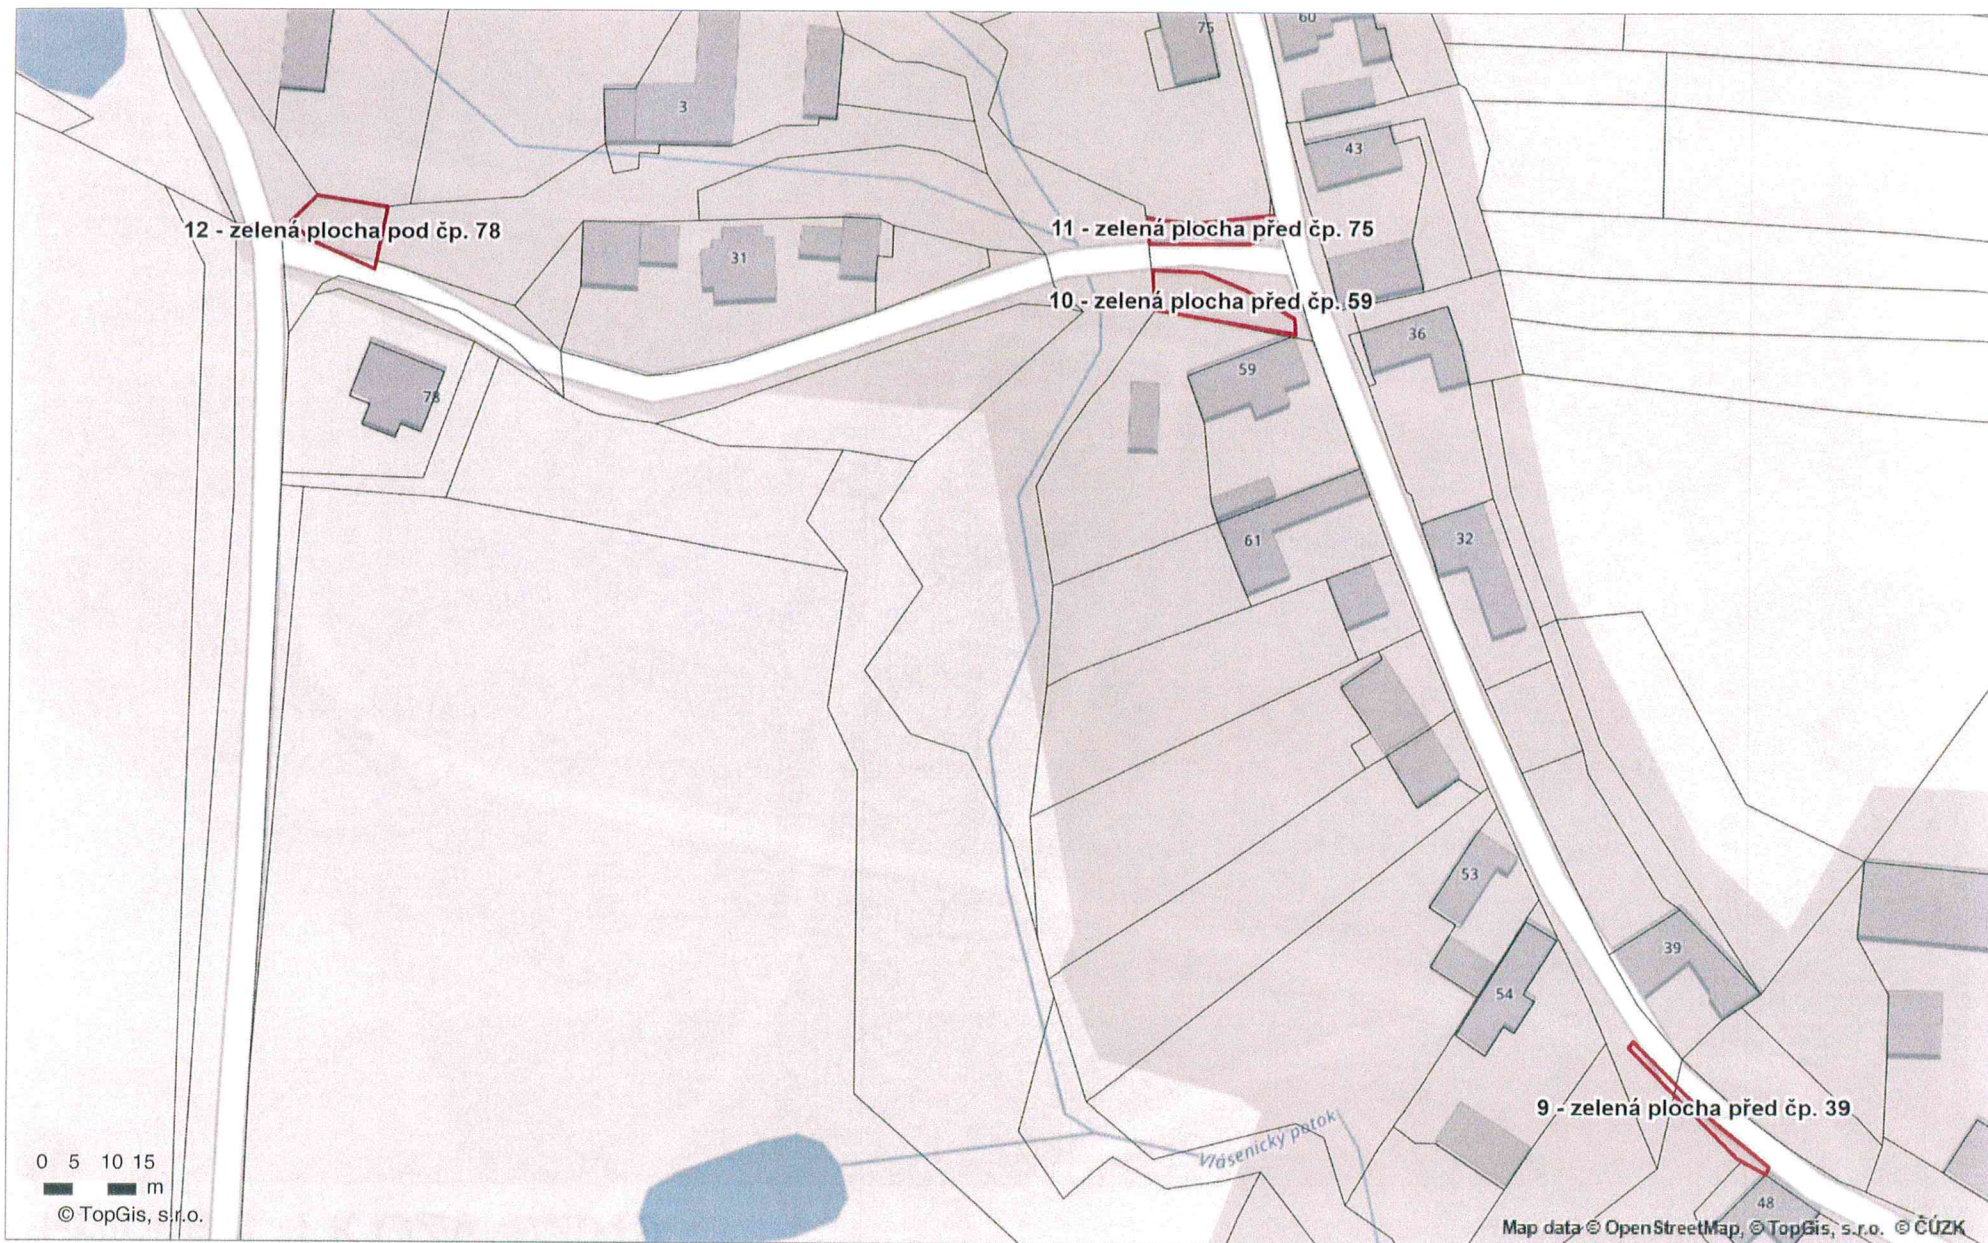 60
75
3
43
12 - zelená plocha pod čp. 78
11 - zelená plocha před čp. 75
31
10 - zelená plocha před čp. 59
36
59
78
61
32
53
39
54
9 - zelená plocha před čp. 39
Vlásenický potok
0 5 10 15
m
© TopGis, s.r.o.
48
Map data © OpenStreetMap, © TopGis, s.r.o. © ČÚZK